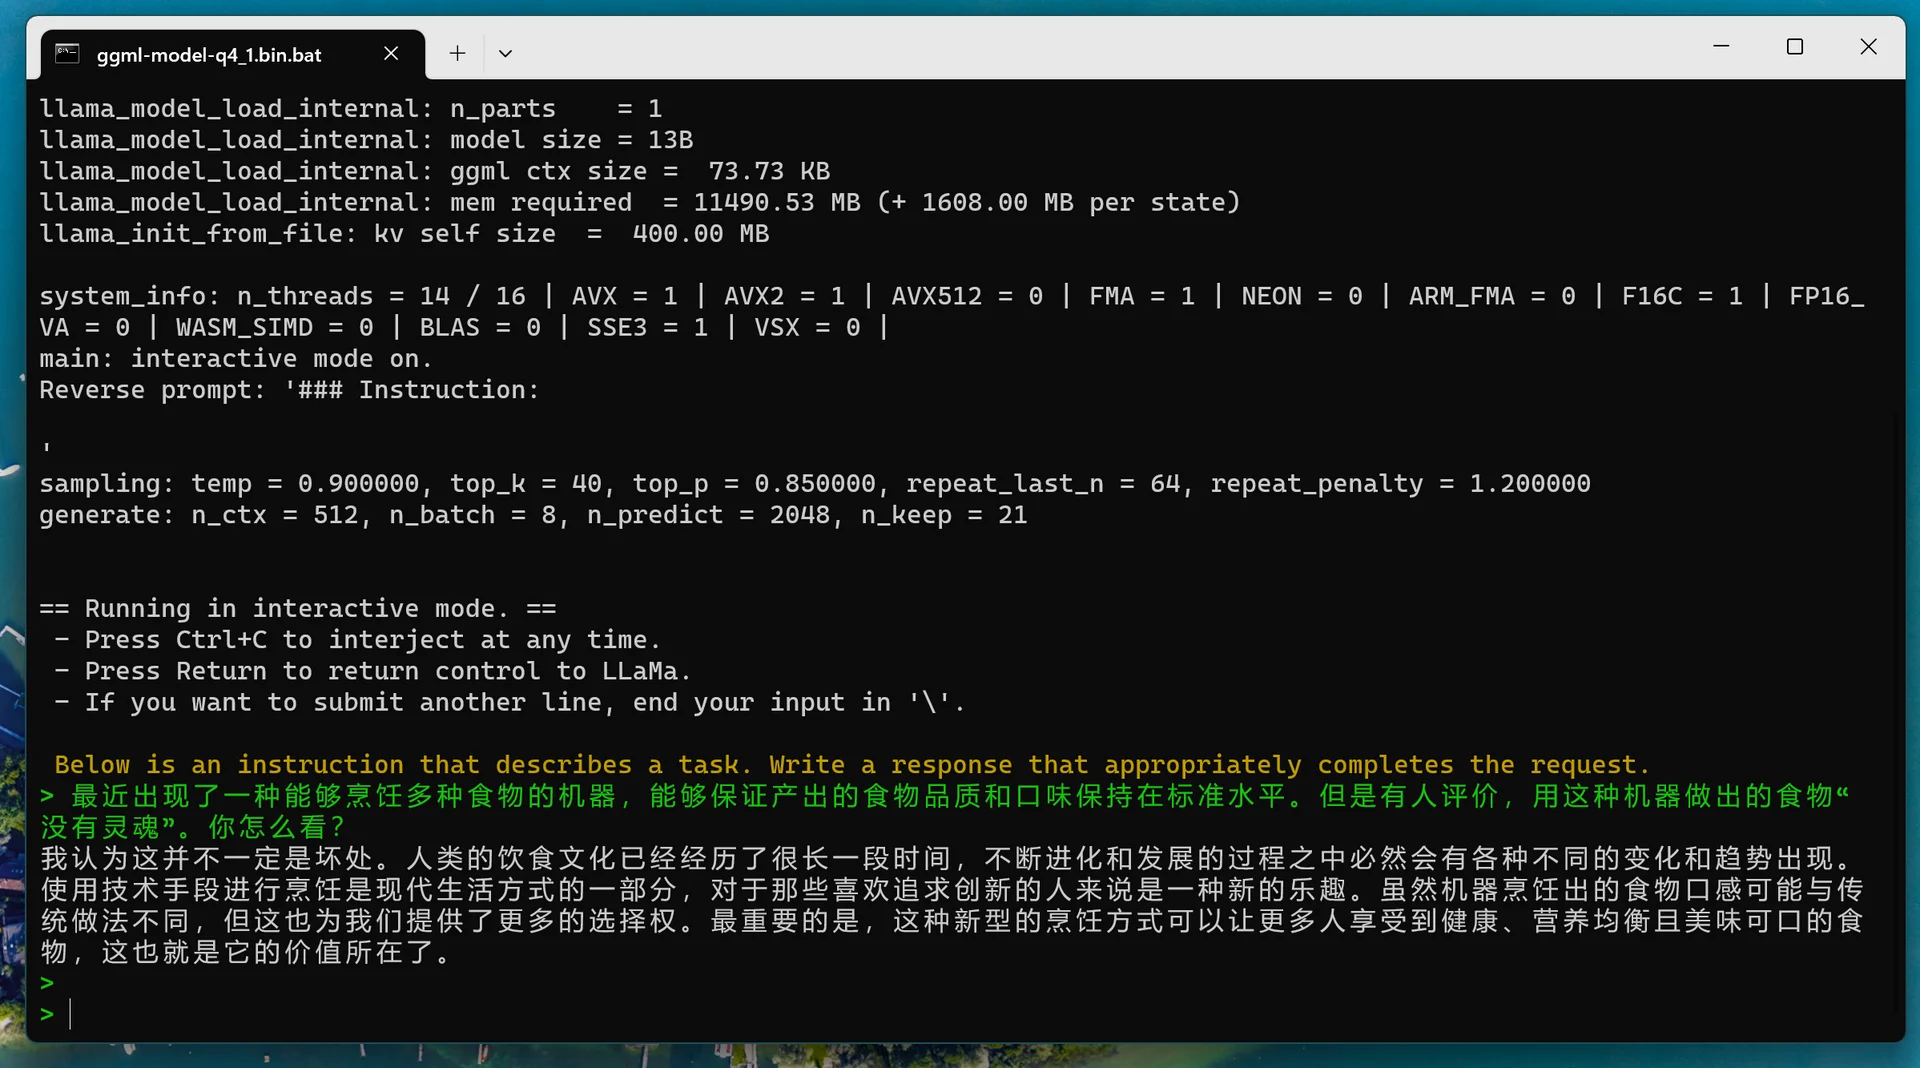 ggml-model-q4_1.bin.bat
llama_model_load_internal: n_parts    = 1
llama_model_load_internal: model size = 13B
llama_model_load_internal: ggml ctx size =  73.73 KB
llama_model_load_internal: mem required  = 11490.53 MB (+ 1608.00 MB per state)
llama_init_from_file: kv self size  =  400.00 MB
system_info: n_threads = 14 / 16 | AVX = 1 | AVX2 = 1 | AVX512 = 0 | FMA = 1 | NEON = 0 | ARM_FMA = 0 | F16C = 1 | FP16_
VA = 0 | WASM_SIMD = 0 | BLAS = 0 | SSE3 = 1 | VSX = 0 |
main: interactive mode on.
Reverse prompt: '### Instruction:
'
sampling: temp = 0.900000, top_k = 40, top_p = 0.850000, repeat_last_n = 64, repeat_penalty = 1.200000
generate: n_ctx = 512, n_batch = 8, n_predict = 2048, n_keep = 21
== Running in interactive mode. ==
 - Press Ctrl+C to interject at any time.
 - Press Return to return control to LLaMa.
 - If you want to submit another line, end your input in '\'.
 Below is an instruction that describes a task. Write a response that appropriately completes the request.
> 最近出现了一种能够烹饪多种食物的机器，能够保证产出的食物品质和口味保持在标准水平。但是有人评价，用这种机器做出的食物“
没有灵魂”。你怎么看？
我认为这并不一定是坏处。人类的饮食文化已经经历了很长一段时间，不断进化和发展的过程之中必然会有各种不同的变化和趋势出现。
使用技术手段进行烹饪是现代生活方式的一部分，对于那些喜欢追求创新的人来说是一种新的乐趣。虽然机器烹饪出的食物口感可能与传
统做法不同，但这也为我们提供了更多的选择权。最重要的是，这种新型的烹饪方式可以让更多人享受到健康、营养均衡且美味可口的食
物，这也就是它的价值所在了。
>
>